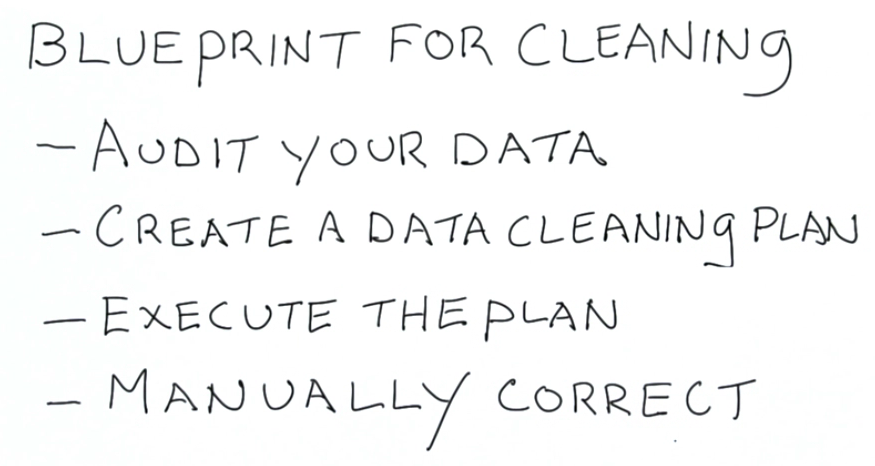 BLUEPRINT FOR CLEANING
- AUDIT YOUR DATA
- CREATE A DATA CLEANING PLAN
- EXECUTE THE PLAN
- MANUALLY CORRECT